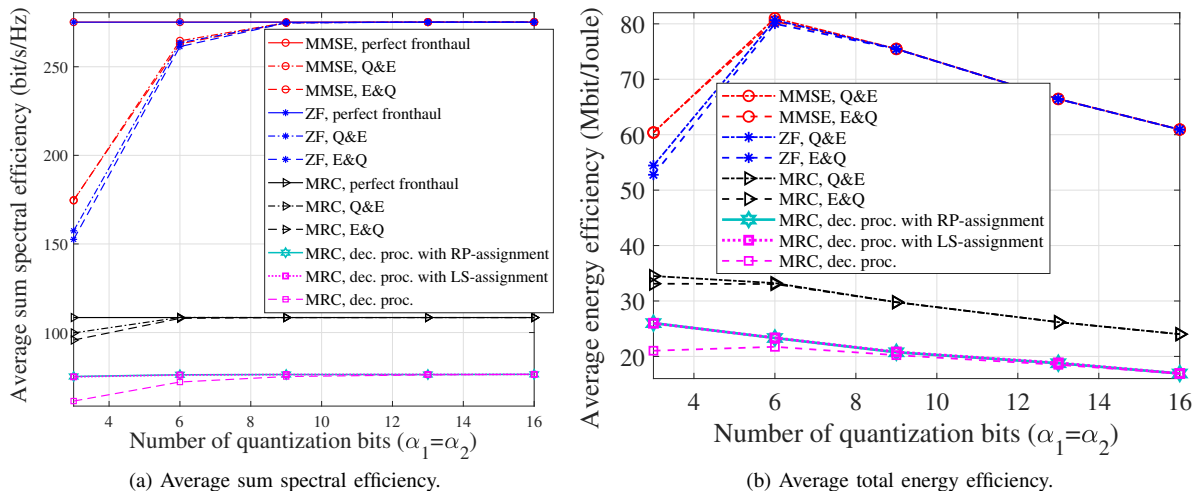 Average sum spectral efficiency (bit/s/Hz)
250
200
150
100
4 6 8 10 12 14 16
Number of quantization bits (α1=α2)
MMSE, perfect fronthaul
MMSE, Q&E
MMSE, E&Q
ZF, perfect fronthaul
ZF, Q&E
ZF, E&Q
MRC, perfect fronthaul
MRC, Q&E
MRC, E&Q
MRC, dec. proc. with RP-assignment
MRC, dec. proc. with LS-assignment
MRC, dec. proc.
(a) Average sum spectral efficiency.
Average energy efficiency (Mbit/Joule)
80
70
60
50
40
30
20
4 6 8 10 12 14 16
Number of quantization bits (α1=α2)
MMSE, Q&E
MMSE, E&Q
ZF, Q&E
ZF, E&Q
MRC, Q&E
MRC, E&Q
MRC, dec. proc. with RP-assignment
MRC, dec. proc. with LS-assignment
MRC, dec. proc.
(b) Average total energy efficiency.